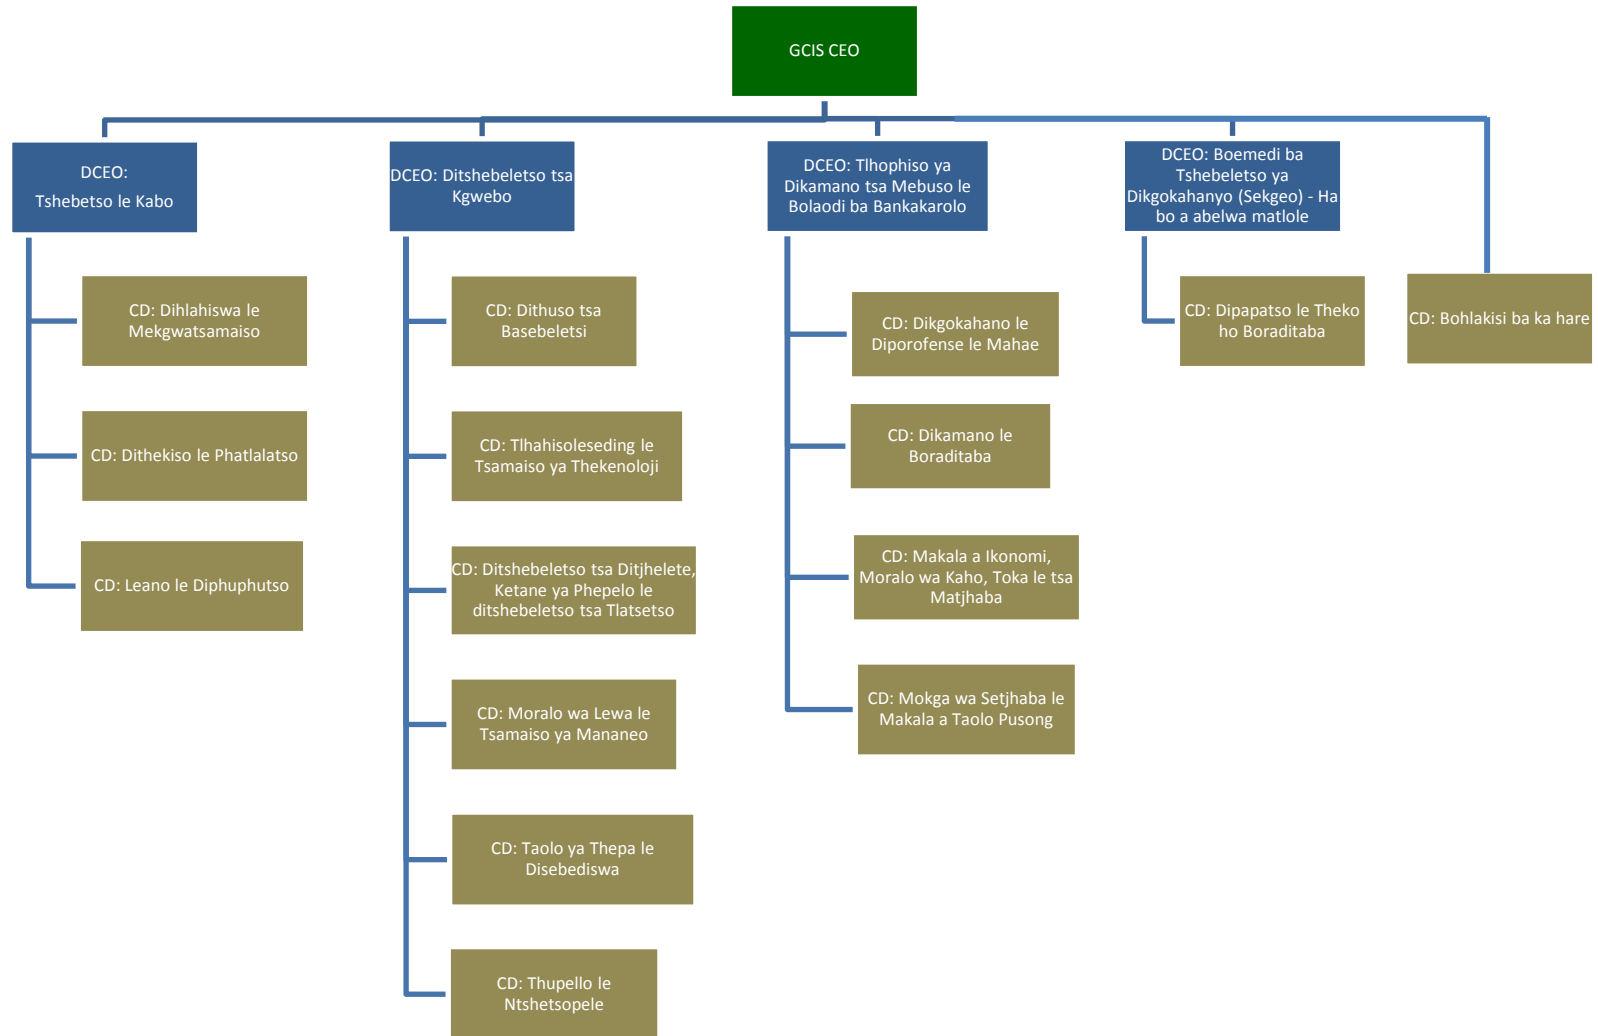 GCIS CEO
DCEO:
Tshebetso le Kabo
DCEO: Ditshebeletso tsa
Kgwebo
DCEO: Tlhophiso ya
Dikamano tsa Mebuso le
Bolaodi ba Bankakarolo
DCEO: Boemedi ba
Tshebeletso ya
Dikgokahanyo (Sekgeo) - Ha
bo a abelwa matlole
CD: Dihlahiswa le
Mekgwatsamaiso
CD: Dithekiso le Phatlalatso
CD: Leano le Diphuphutso
CD: Dithuso tsa
Basebeletsi
CD: Tlhahisoleseding le
Tsamaiso ya Thekenoloji
CD: Ditshebeletso tsa Ditjhelete,
Ketane ya Phepelo le
ditshebeletso tsa Tlatsetso
CD: Moralo wa Lewa le
Tsamaiso ya Mananeo
CD: Taolo ya Thepa le
Disebediswa
CD: Thupello le
Ntshetsopele
CD: Dikgokahano le
Diporofense le Mahae
CD: Dikamano le
Boraditaba
CD: Makala a Ikonomi,
Moralo wa Kaho, Toka le tsa
Matjhaba
CD: Mokga wa Setjhaba le
Makala a Taolo Pusong
CD: Dipapatso le Theko
ho Boraditaba
CD: Bohlakisi ba ka hare